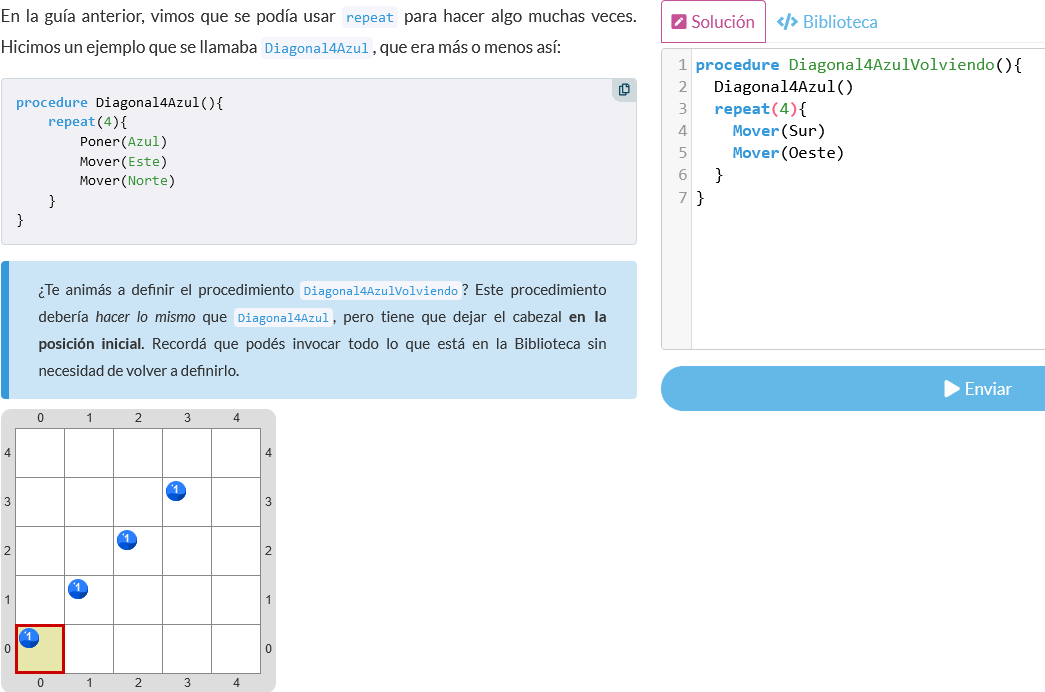 En la guía anterior, vimos que se podía usar repeat para hacer algo muchas veces.
Hicimos un ejemplo que se llamaba Diagonal4Azul, que era más o menos así:
procedure Diagonal4Azul(){
    repeat(4){
        Poner(Azul)
        Mover(Este)
        Mover(Norte)
    }
}
¿Te animás a definir el procedimiento Diagonal4AzulVolviendo? Este procedimiento
debería hacer lo mismo que Diagonal4Azul, pero tiene que dejar el cabezal en la
posición inicial. Recordá que podés invocar todo lo que está en la Biblioteca sin
necesidad de volver a definirlo.
0 1 2 3 4
4 4
3 1 3
2 1 2
1 1 1
0 1 0
0 1 2 3 4
Solución </> Biblioteca
1 procedure Diagonal4AzulVolviendo(){
2   Diagonal4Azul()
3   repeat(4){
4     Mover(Sur)
5     Mover(Oeste)
6   }
7 }
Enviar